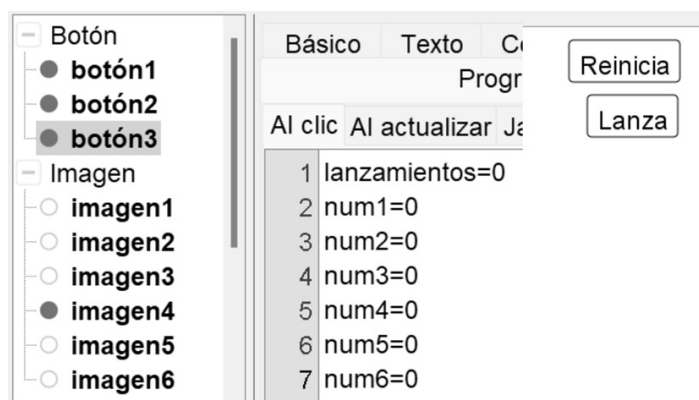 Botón
botón1
botón2
botón3
Imagen
imagen1
imagen2
imagen3
imagen4
imagen5
imagen6
Básico Texto
Al clic Al actualizar
1 lanzamientos=0
2 num1=0
3 num2=0
4 num3=0
5 num4=0
6 num5=0
7 num6=0
Reinicia
Lanza